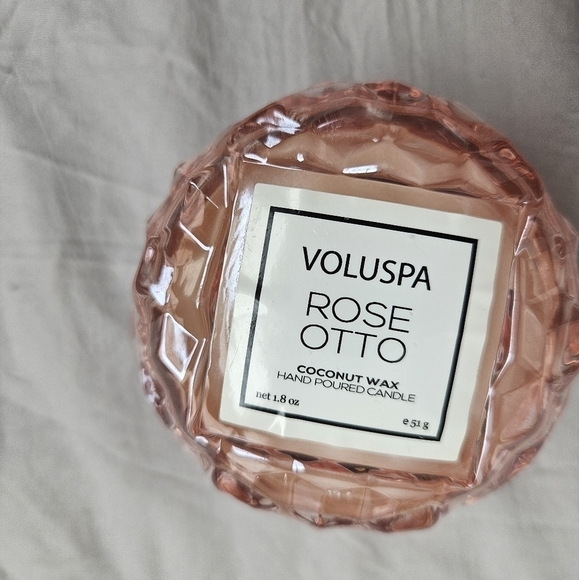 VOLUSPA
ROSE
OTTO
COCONUT WAX
HAND POURED CANDLE
net 1.8 oz
e 51 g